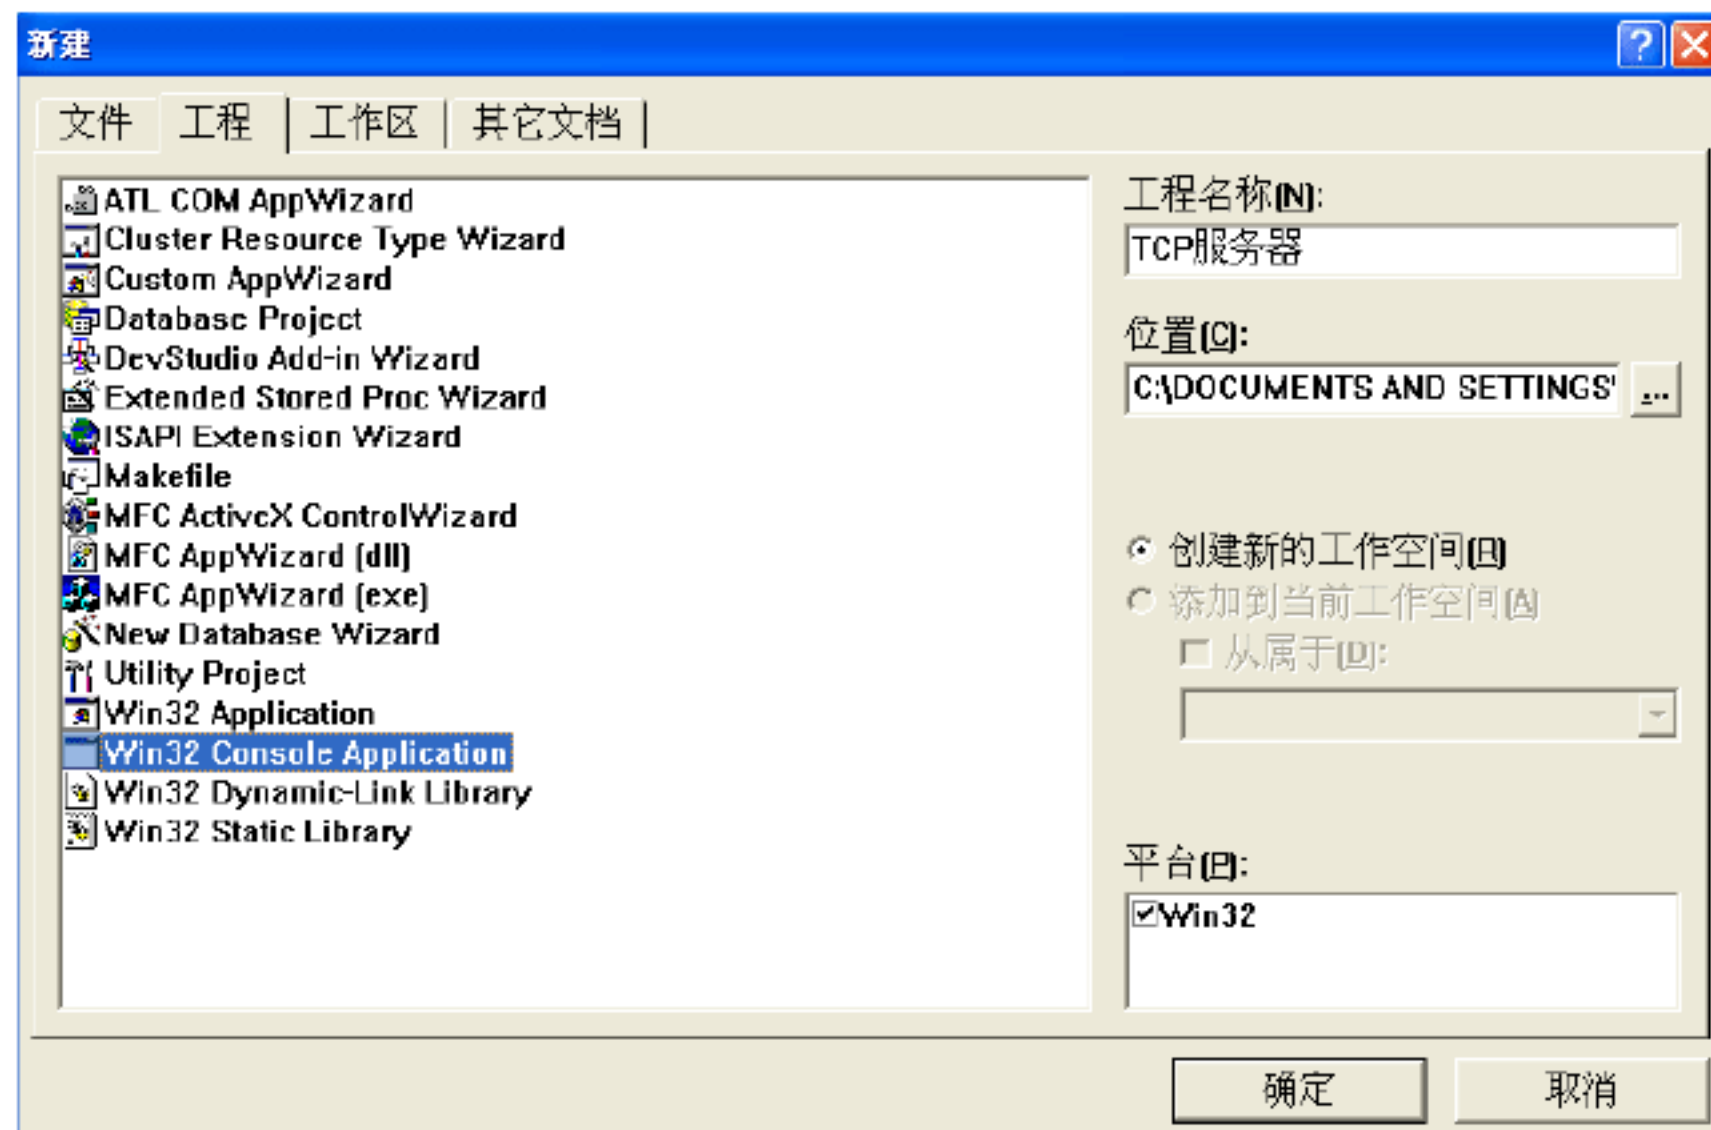 新建
文件 工程 工作区 其它文档
ATL COM AppWizard
Cluster Resource Type Wizard
Custom AppWizard
Database Project
DevStudio Add-in Wizard
Extended Stored Proc Wizard
ISAPI Extension Wizard
Makefile
MFC ActiveX ControlWizard
MFC AppWizard (dll)
MFC AppWizard (exe)
New Database Wizard
Utility Project
Win32 Application
Win32 Console Application
Win32 Dynamic-Link Library
Win32 Static Library
工程名称(N):
TCP服务器
位置(C):
C:\DOCUMENTS AND SETTINGS\
...
创建新的工作空间(R)
添加到当前工作空间(A)
从属于(D):
平台(P):
Win32
确定 取消